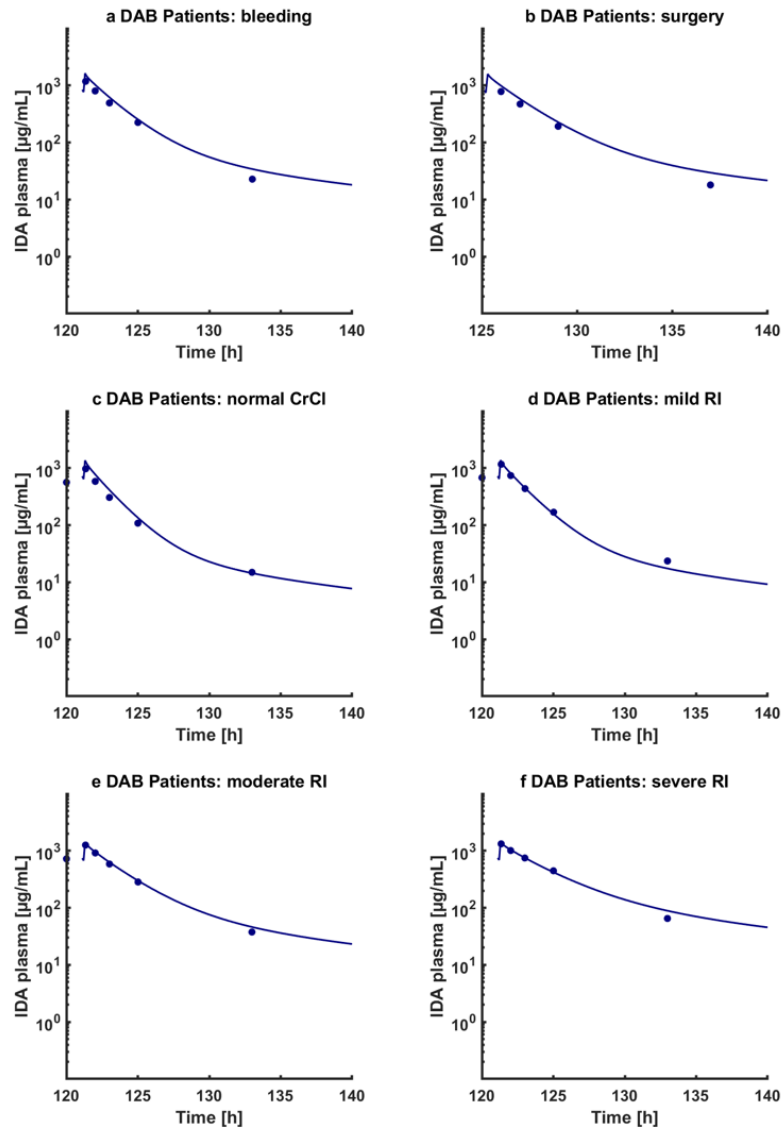 a DAB Patients: bleeding
IDA plasma [µg/mL]
10³
10²
10¹
10⁰
120 125 130 135 140
Time [h]
b DAB Patients: surgery
IDA plasma [µg/mL]
10³
10²
10¹
10⁰
125 130 135 140
Time [h]
c DAB Patients: normal CrCl
IDA plasma [µg/mL]
10³
10²
10¹
10⁰
120 125 130 135 140
Time [h]
d DAB Patients: mild RI
IDA plasma [µg/mL]
10³
10²
10¹
10⁰
120 125 130 135 140
Time [h]
e DAB Patients: moderate RI
IDA plasma [µg/mL]
10³
10²
10¹
10⁰
120 125 130 135 140
Time [h]
f DAB Patients: severe RI
IDA plasma [µg/mL]
10³
10²
10¹
10⁰
120 125 130 135 140
Time [h]